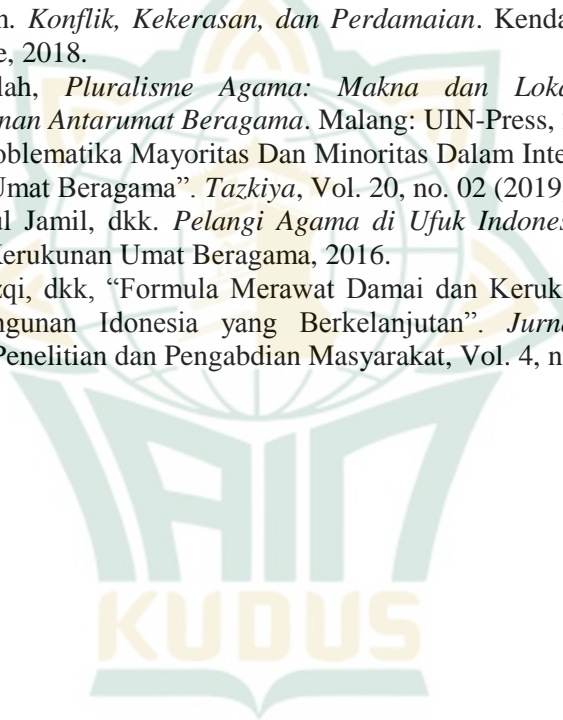 n. Konflik, Kekerasan, dan Perdamaian. Kenda
e, 2018.
lah, Pluralisme Agama: Makna dan Loka
nan Antarumat Beragama. Malang: UIN-Press,
oblematika Mayoritas Dan Minoritas Dalam Inte
Umat Beragama”. Tazkiya, Vol. 20, no. 02 (2019)
ul Jamil, dkk. Pelangi Agama di Ufuk Indones
Kerukunan Umat Beragama, 2016.
zqi, dkk, “Formula Merawat Damai dan Keruk
ngunan Idonesia yang Berkelanjutan”. Jurn
Penelitian dan Pengabdian Masyarakat, Vol. 4, n
IAIN
KUDUS